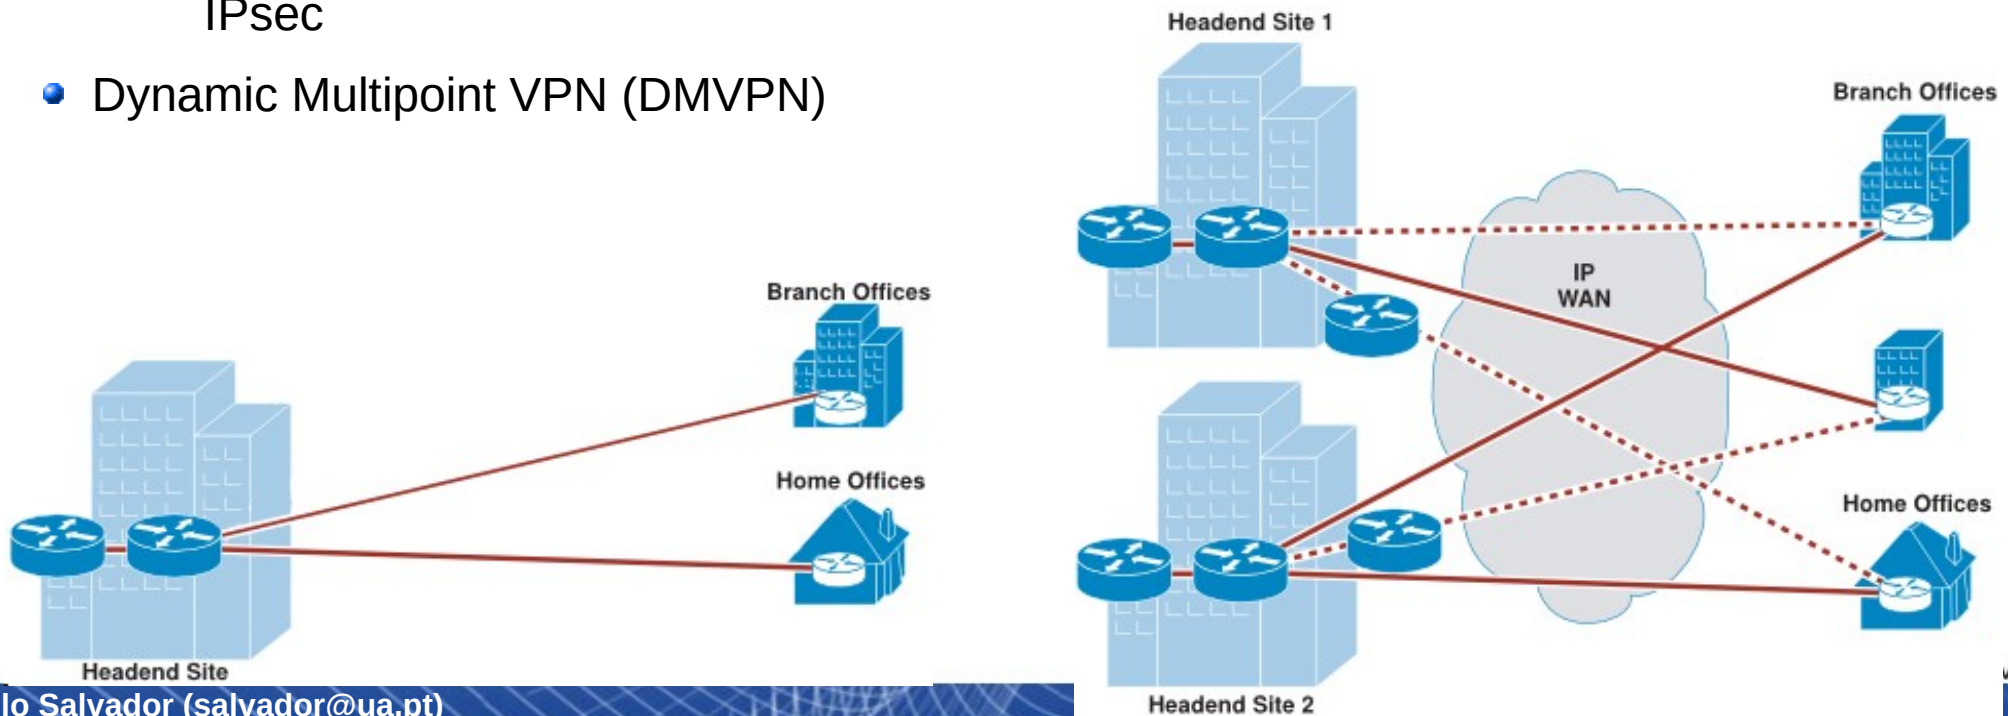 IPsec
Dynamic Multipoint VPN (DMVPN)
Branch Offices
Home Offices
Headend Site
Headend Site 1
Branch Offices
IP
WAN
Home Offices
Headend Site 2
lo Salvador (salvador@ua.pt)